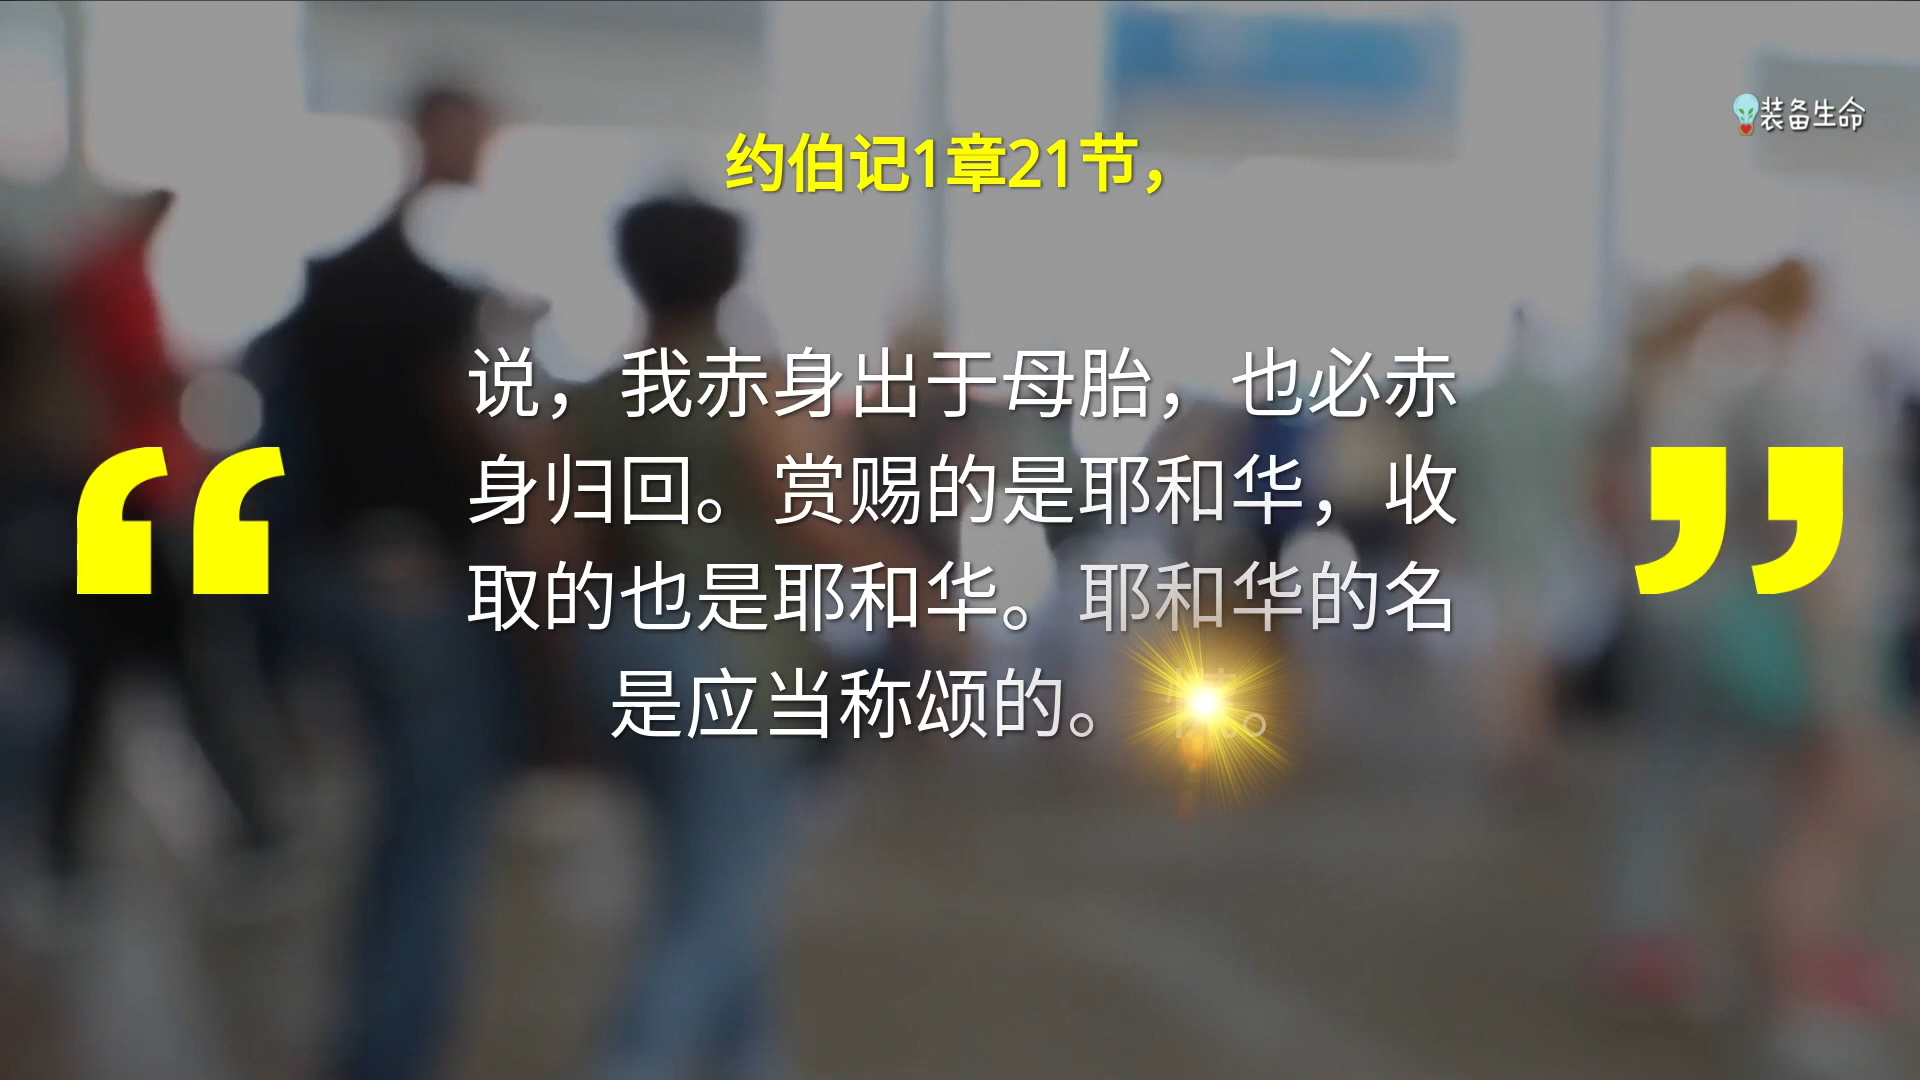 装备生命
约伯记1章21节，
“
说，我赤身出于母胎，也必赤
身归回。赏赐的是耶和华，收
取的也是耶和华。耶和华的名
是应当称颂的。 。
”